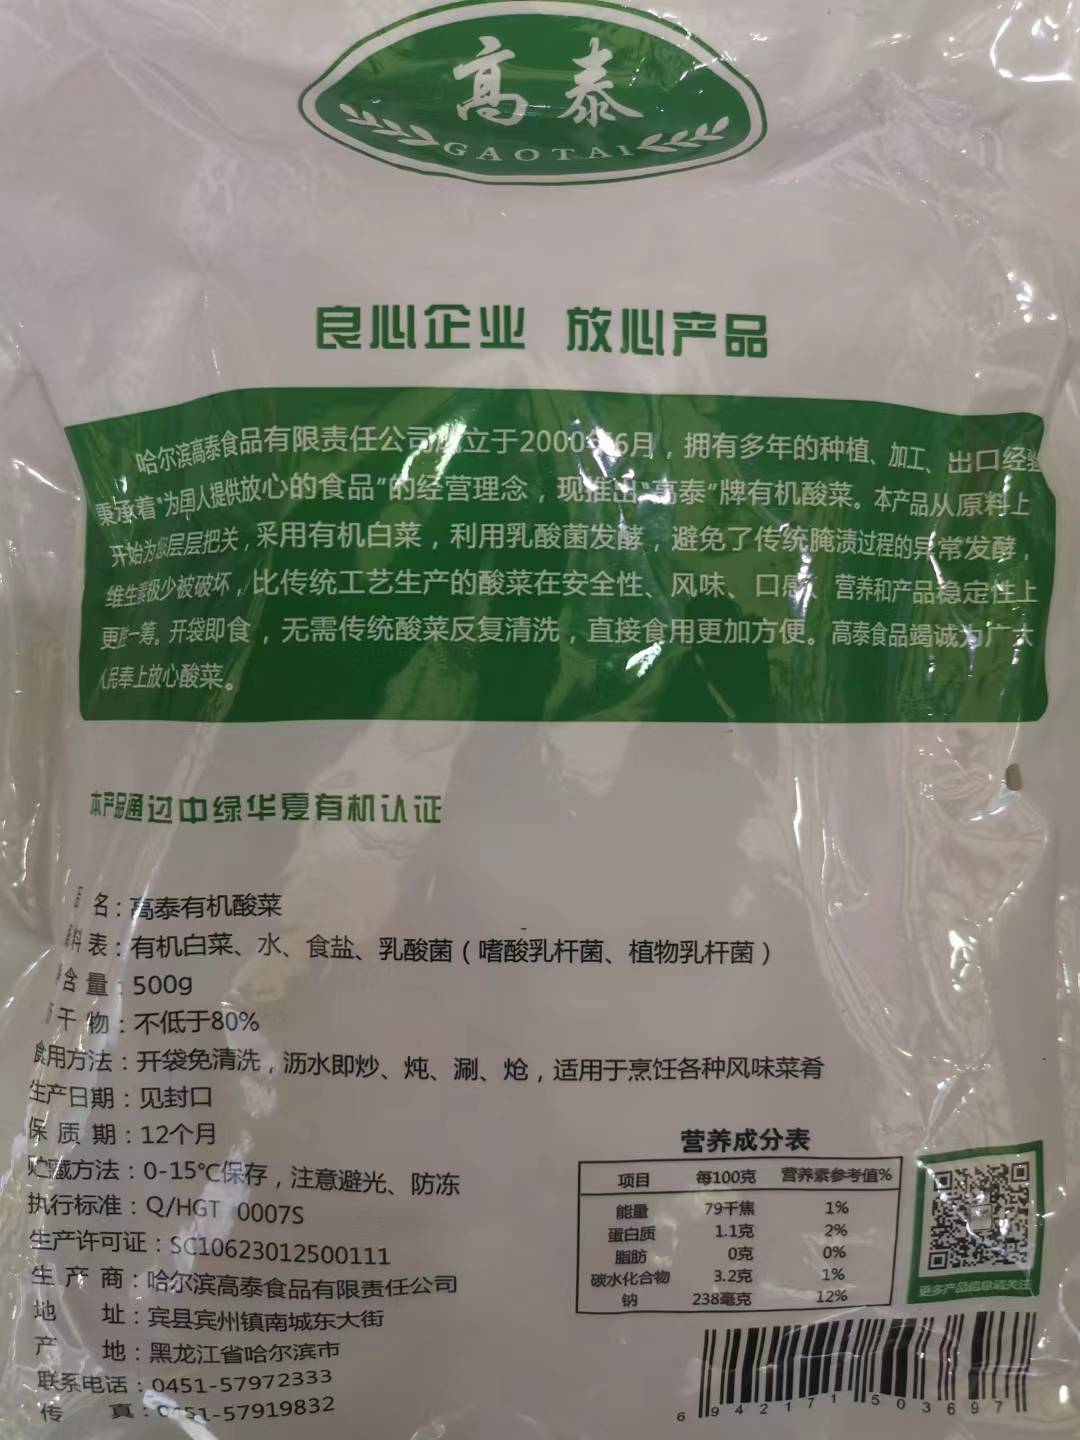 高泰
GAOTAI
良心企业 放心产品
哈尔滨高泰食品有限责任公司成立于2000年6月，拥有多年的种植、加工、出口经验
秉承着"为国人提供放心的食品"的经营理念，现推出"高泰"牌有机酸菜。本产品从原料上
开始为您层层把关，采用有机白菜，利用乳酸菌发酵，避免了传统腌渍过程的异常发酵，
维生素极少被破坏，比传统工艺生产的酸菜在安全性、风味、口感、营养和产品稳定性上
更胜一筹。开袋即食，无需传统酸菜反复清洗，直接食用更加方便。高泰食品竭诚为广大
人民奉上放心酸菜。
本产品通过中绿华夏有机认证
品 名：高泰有机酸菜
料表：有机白菜、水、食盐、乳酸菌（嗜酸乳杆菌、植物乳杆菌）
净含量：500g
干物：不低于80%
食用方法：开袋免清洗，沥水即炒、炖、涮、炝，适用于烹饪各种风味菜肴
生产日期：见封口
保质期：12个月
贮藏方法：0-15℃保存，注意避光、防冻
执行标准：Q/HGT 0007S
生产许可证：SC10623012500111
生产商：哈尔滨高泰食品有限责任公司
地址：宾县宾州镇南城东大街
产地：黑龙江省哈尔滨市
联系电话：0451-57972333
传真：0451-57919832
营养成分表
项目 每100克 营养素参考值%
能量 79千焦 1%
蛋白质 1.1克 2%
脂肪 0克 0%
碳水化合物 3.2克 1%
钠 238毫克 12%
更多产品信息请关注
6 942171 503697